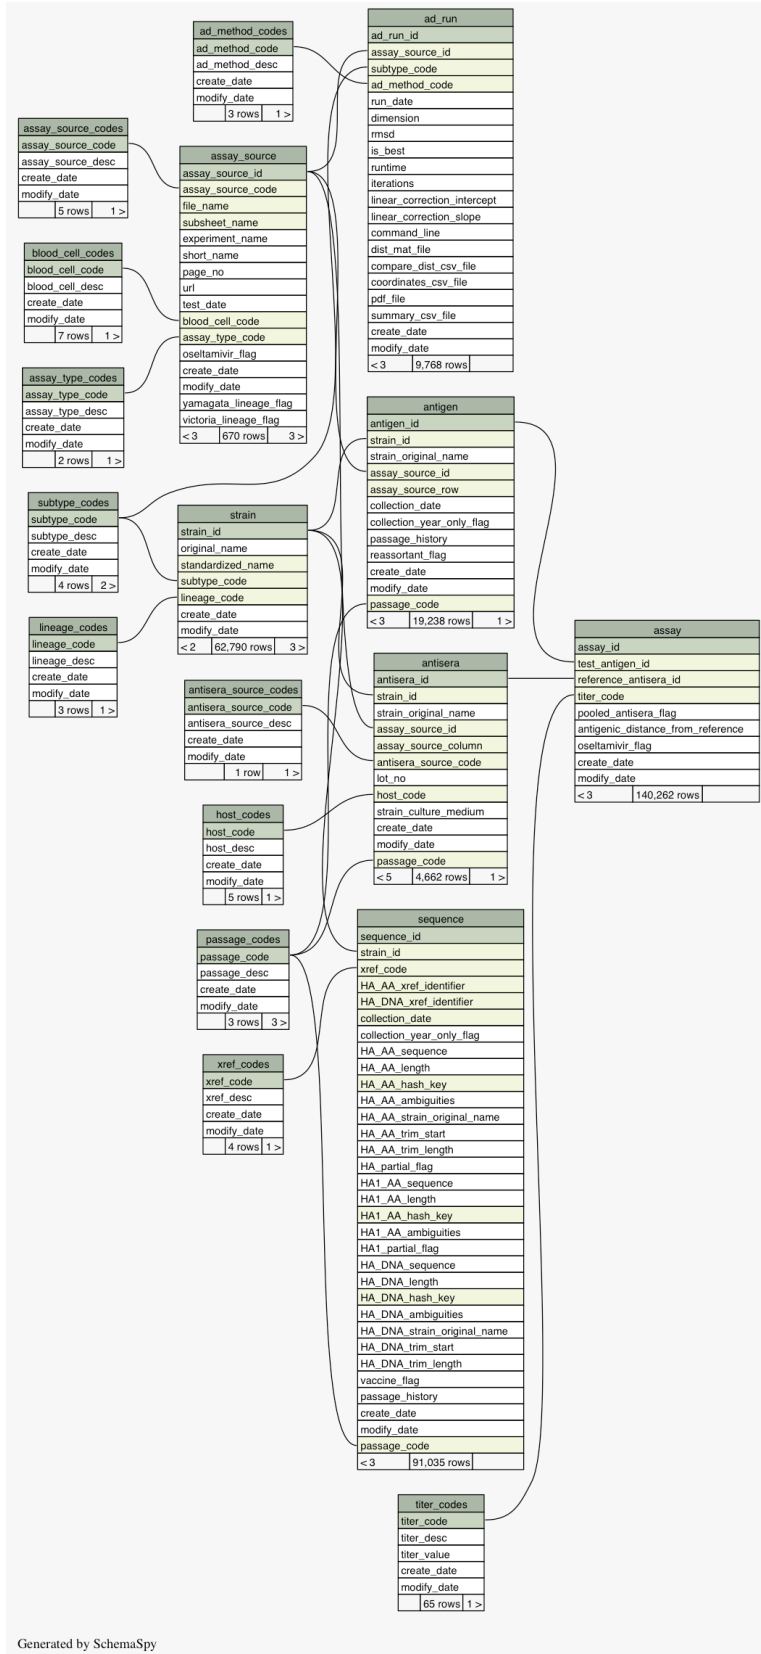 ad_method_codes
ad_method_code
ad_method_desc
create_date
modify_date
3 rows 1 >
ad_run
ad_run_id
assay_source_id
subtype_code
ad_method_code
run_date
dimension
rmsd
is_best
runtime
iterations
linear_correction_intercept
linear_correction_slope
command_line
dist_mat_file
compare_dist_csv_file
coordinates_csv_file
pdf_file
summary_csv_file
create_date
modify_date
< 3 9,768 rows
assay_source_codes
assay_source_code
assay_source_desc
create_date
modify_date
5 rows 1 >
assay_source
assay_source_id
assay_source_code
file_name
subsheet_name
experiment_name
short_name
page_no
url
test_date
blood_cell_code
assay_type_code
oseltamivir_flag
create_date
modify_date
yamagata_lineage_flag
victoria_lineage_flag
< 3 670 rows 3 >
blood_cell_codes
blood_cell_code
blood_cell_desc
create_date
modify_date
7 rows 1 >
assay_type_codes
assay_type_code
assay_type_desc
create_date
modify_date
2 rows 1 >
antigen
antigen_id
strain_id
strain_original_name
assay_source_id
assay_source_row
collection_date
collection_year_only_flag
passage_history
reassortant_flag
create_date
modify_date
passage_code
< 3 19,238 rows 1 >
subtype_codes
subtype_code
subtype_desc
create_date
modify_date
4 rows 2 >
strain
strain_id
original_name
standardized_name
subtype_code
lineage_code
create_date
modify_date
< 2 62,790 rows 3 >
lineage_codes
lineage_code
lineage_desc
create_date
modify_date
3 rows 1 >
assay
assay_id
test_antigen_id
reference_antisera_id
titer_code
pooled_antisera_flag
antigenic_distance_from_reference
oseltamivir_flag
create_date
modify_date
< 3 140,262 rows
antisera
antisera_id
strain_id
strain_original_name
assay_source_id
assay_source_column
antisera_source_code
lot_no
host_code
strain_culture_medium
create_date
modify_date
passage_code
< 5 4,662 rows 1 >
antisera_source_codes
antisera_source_code
antisera_source_desc
create_date
modify_date
1 row 1 >
host_codes
host_code
host_desc
create_date
modify_date
5 rows 1 >
passage_codes
passage_code
passage_desc
create_date
modify_date
3 rows 3 >
sequence
sequence_id
strain_id
xref_code
HA_AA_xref_identifier
HA_DNA_xref_identifier
collection_date
collection_year_only_flag
HA_AA_sequence
HA_AA_length
HA_AA_hash_key
HA_AA_ambiguities
HA_AA_strain_original_name
HA_AA_trim_start
HA_AA_trim_length
HA_partial_flag
HA1_AA_sequence
HA1_AA_length
HA1_AA_hash_key
HA1_AA_ambiguities
HA1_partial_flag
HA_DNA_sequence
HA_DNA_length
HA_DNA_hash_key
HA_DNA_ambiguities
HA_DNA_strain_original_name
HA_DNA_trim_start
HA_DNA_trim_length
vaccine_flag
passage_history
create_date
modify_date
passage_code
< 3 91,035 rows
xref_codes
xref_code
xref_desc
create_date
modify_date
4 rows 1 >
titer_codes
titer_code
titer_desc
titer_value
create_date
modify_date
65 rows 1 >
Generated by SchemaSpy